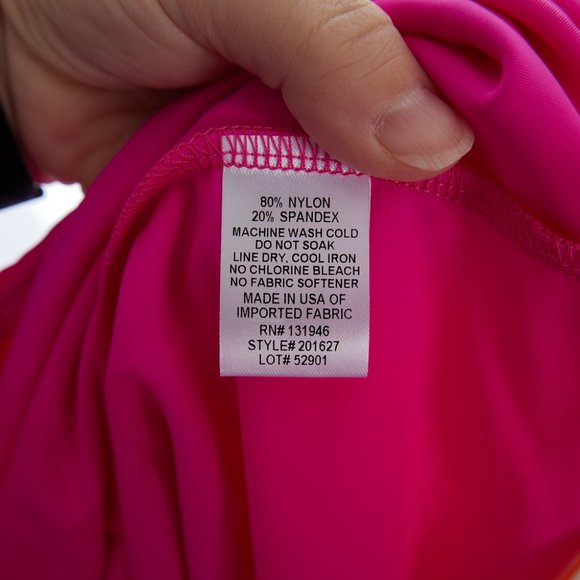 80% NYLON
20% SPANDEX
MACHINE WASH COLD
DO NOT SOAK
LINE DRY, COOL IRON
NO CHLORINE BLEACH
NO FABRIC SOFTENER
MADE IN USA OF
IMPORTED FABRIC
RN# 131946
STYLE# 201627
LOT# 52901